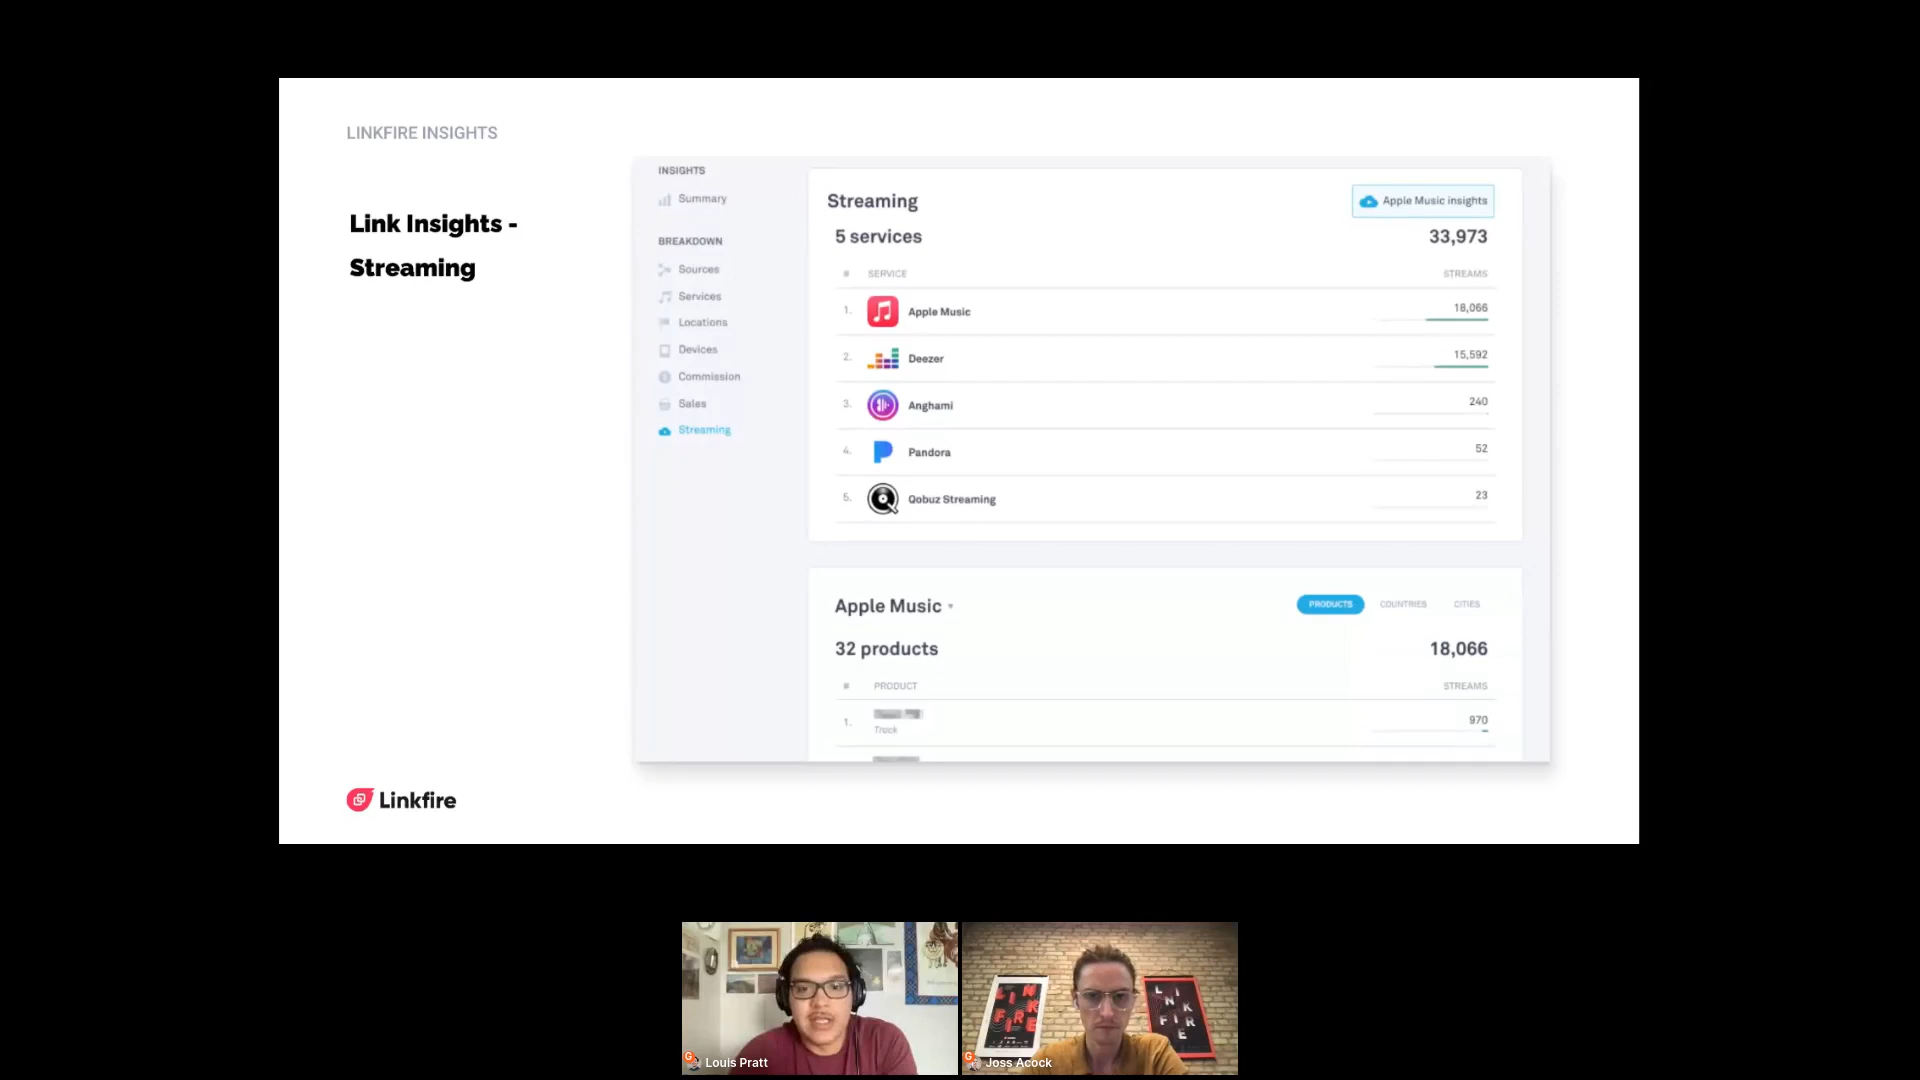 LINKFIRE INSIGHTS
Link Insights -
Streaming
INSIGHTS
Summary
BREAKDOWN
Sources
Services
Locations
Devices
Commission
Sales
Streaming
Streaming
Apple Music insights
5 services
33,973
# SERVICE STREAMS
1. Apple Music 18,066
2. Deezer 15,592
3. Anghami 240
4. Pandora 52
5. Qobuz Streaming 23
Apple Music
PRODUCTS COUNTRIES CITIES
32 products 18,066
# PRODUCT STREAMS
1. 970
Track
Linkfire
LINKFIRE
LINKFIRE
G Louis Pratt
G Joss Acock